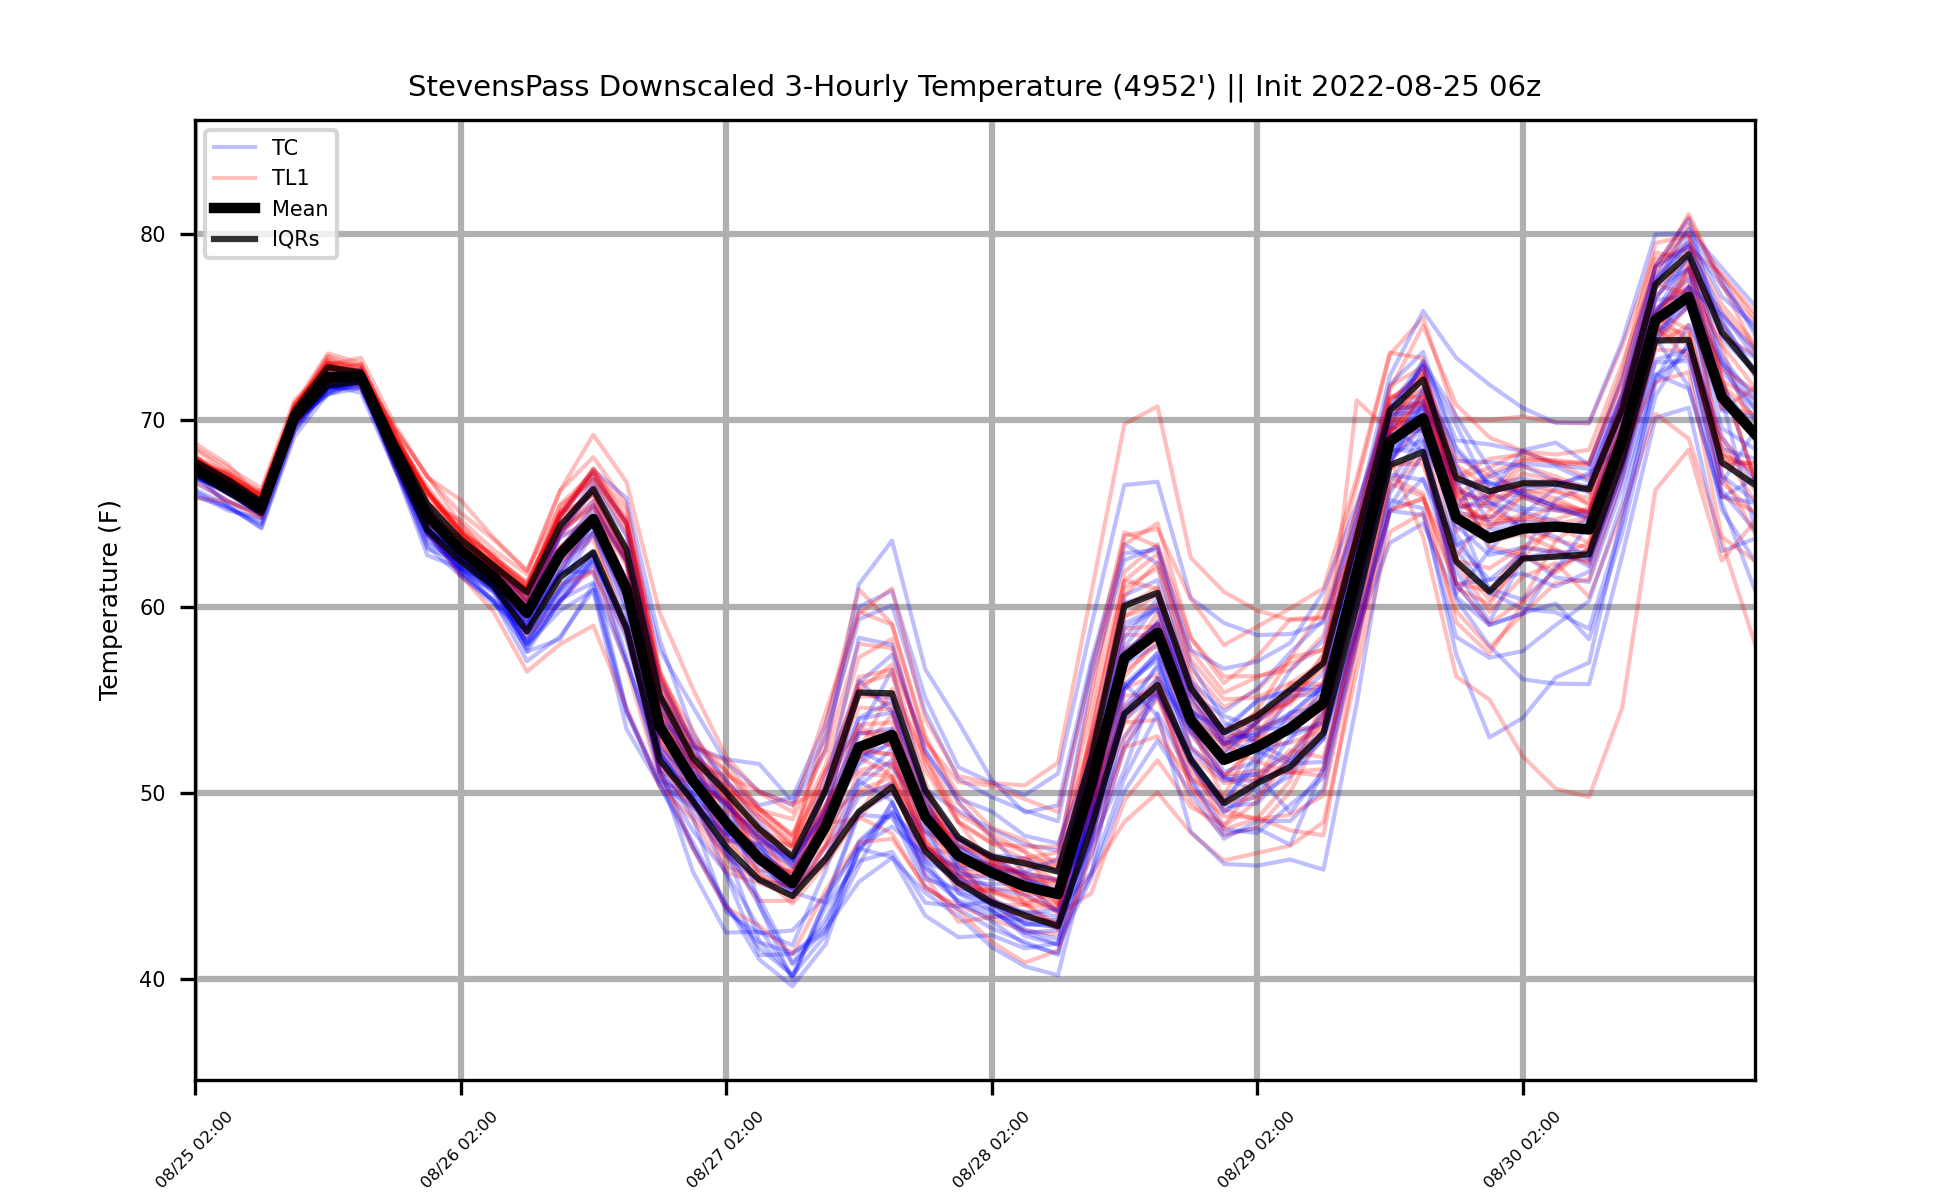 StevensPass Downscaled 3-Hourly Temperature (4952') || Init 2022-08-25 06z
TC
TL1
Mean
IQRs
Temperature (F)
80
70
60
50
40
08/25 02:00
08/26 02:00
08/27 02:00
08/28 02:00
08/29 02:00
08/30 02:00